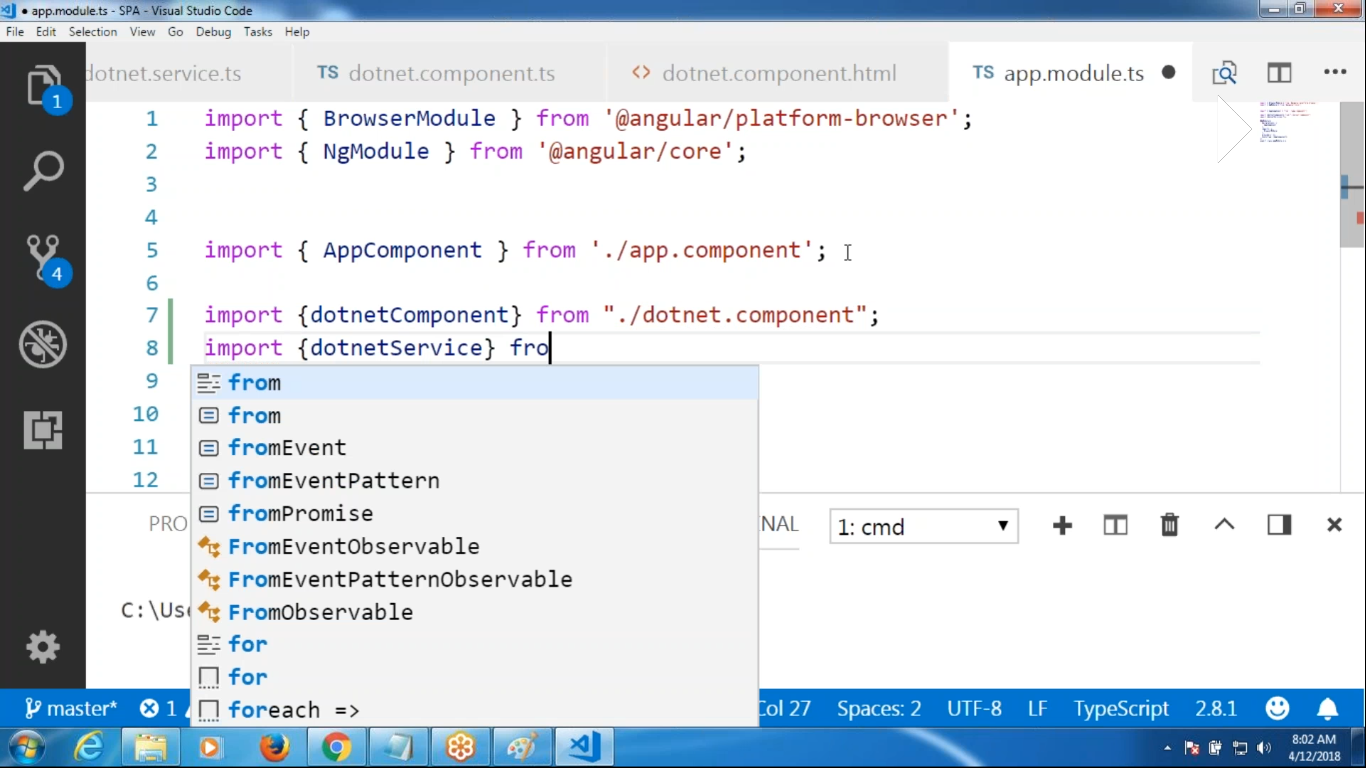 app.module.ts - SPA - Visual Studio Code
File Edit Selection View Go Debug Tasks Help
dotnet.service.ts TS dotnet.component.ts <> dotnet.component.html TS app.module.ts
1 import { BrowserModule } from '@angular/platform-browser';
2 import { NgModule } from '@angular/core';
3
4
5 import { AppComponent } from './app.component';
6
7 import {dotnetComponent} from "./dotnet.component";
8 import {dotnetService} fro
9
10
11
12
from
from
fromEvent
fromEventPattern
fromPromise
FromEventObservable
FromEventPatternObservable
FromObservable
for
for
foreach =>
1
4
PRO NAL 1: cmd
C:\Use
master* 1 Col 27 Spaces: 2 UTF-8 LF TypeScript 2.8.1
8:02 AM
4/12/2018